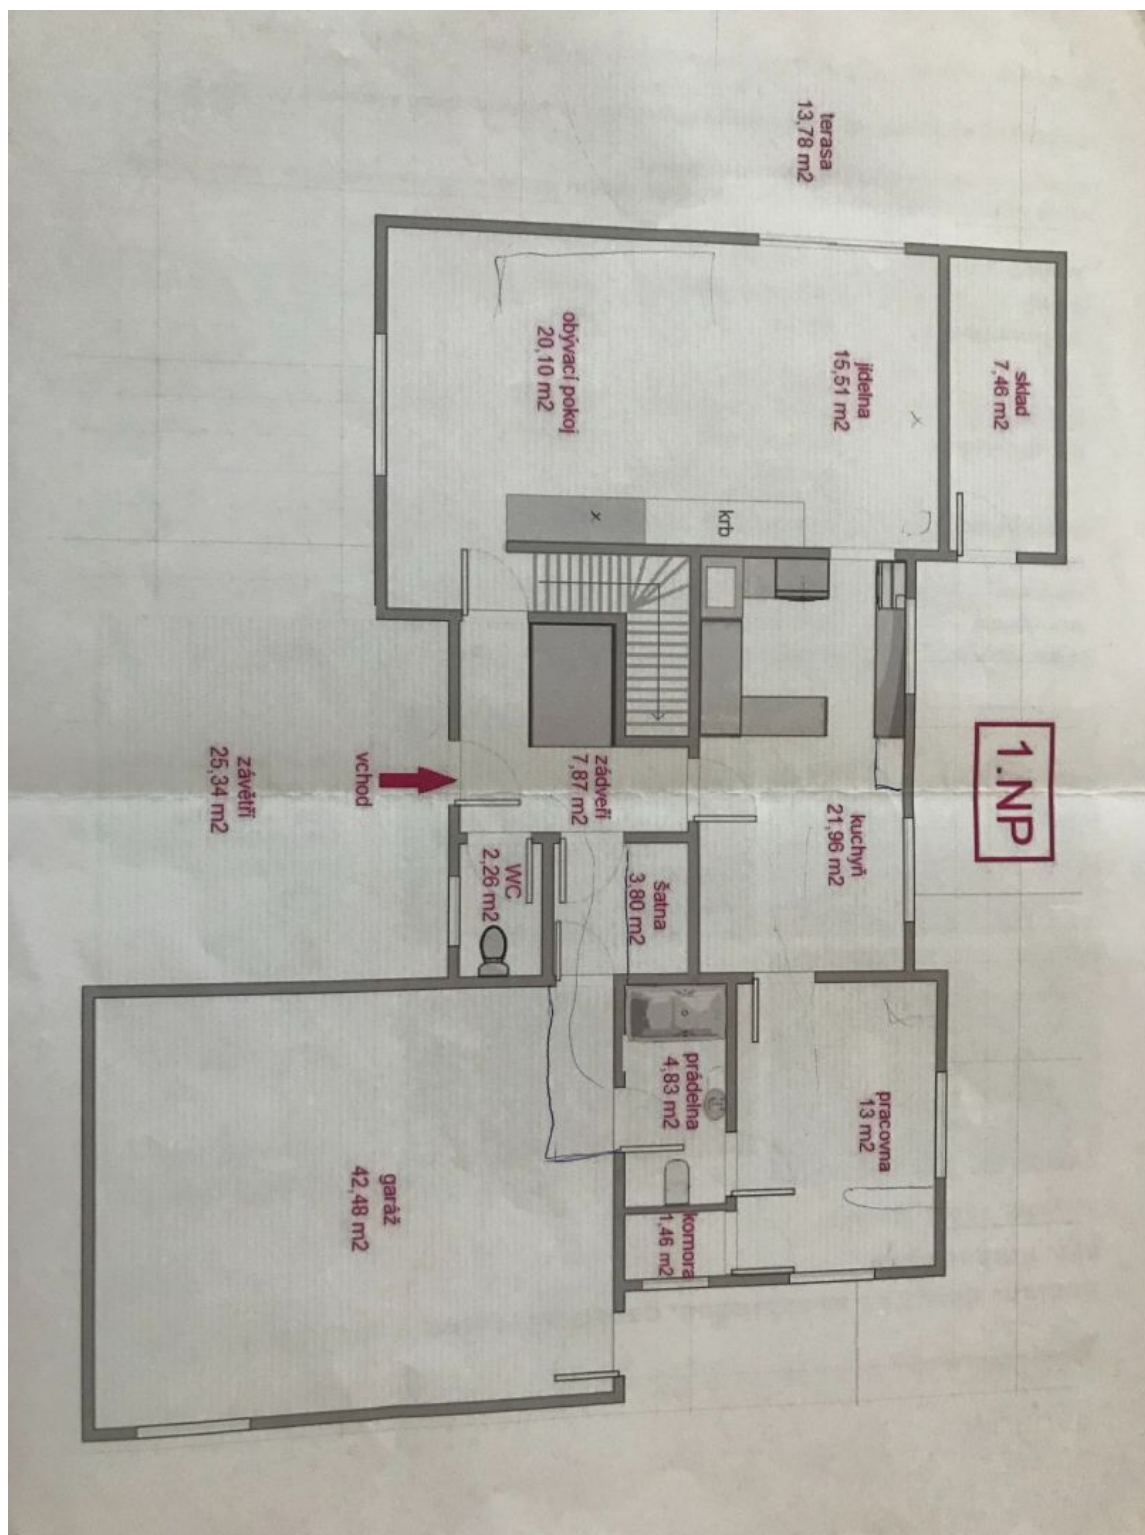 1.NP
sklad
7,46 m2
terasa
13,78 m2
jídelna
15,51 m2
kuchyň
21,96 m2
pracovna
13 m2
krb
x
x
obývací pokoj
20,10 m2
zádveří
7,87 m2
šatna
3,80 m2
prádelna
4,83 m2
komora
1,46 m2
WC
2,26 m2
vchod
závětří
25,34 m2
garáž
42,48 m2